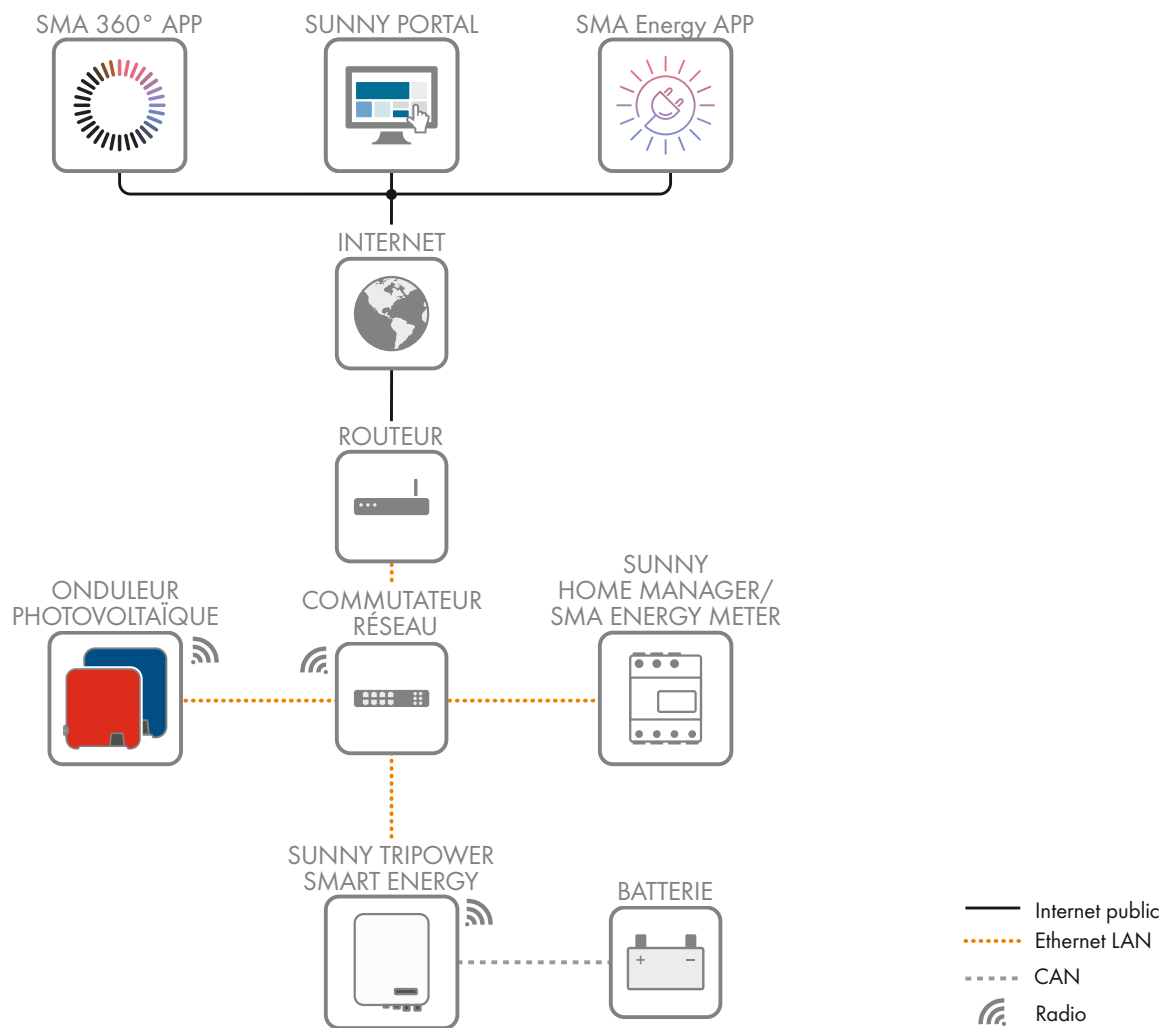 SMA 360° APP
SUNNY PORTAL
SMA Energy APP
INTERNET
ROUTEUR
ONDULEUR
PHOTOVOLTAÏQUE
COMMUTATEUR
RÉSEAU
SUNNY
HOME MANAGER/
SMA ENERGY METER
SUNNY TRIPOWER
SMART ENERGY
BATTERIE
+ −
Internet public
Ethernet LAN
CAN
Radio